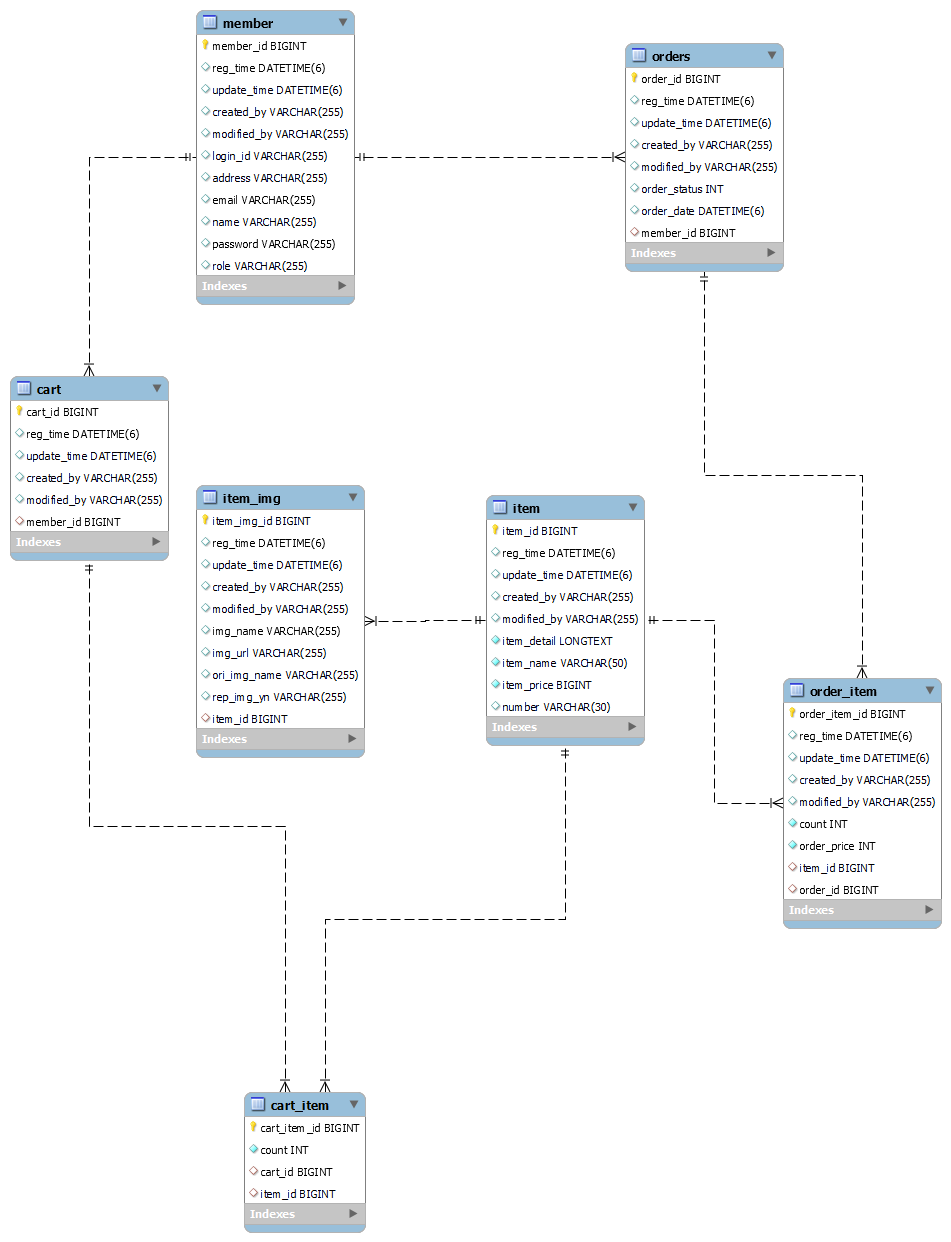 member
member_id BIGINT
reg_time DATETIME(6)
update_time DATETIME(6)
created_by VARCHAR(255)
modified_by VARCHAR(255)
login_id VARCHAR(255)
address VARCHAR(255)
email VARCHAR(255)
name VARCHAR(255)
password VARCHAR(255)
role VARCHAR(255)
Indexes
orders
order_id BIGINT
reg_time DATETIME(6)
update_time DATETIME(6)
created_by VARCHAR(255)
modified_by VARCHAR(255)
order_status INT
order_date DATETIME(6)
member_id BIGINT
Indexes
cart
cart_id BIGINT
reg_time DATETIME(6)
update_time DATETIME(6)
created_by VARCHAR(255)
modified_by VARCHAR(255)
member_id BIGINT
Indexes
item_img
item_img_id BIGINT
reg_time DATETIME(6)
update_time DATETIME(6)
created_by VARCHAR(255)
modified_by VARCHAR(255)
img_name VARCHAR(255)
img_url VARCHAR(255)
ori_img_name VARCHAR(255)
rep_img_yn VARCHAR(255)
item_id BIGINT
Indexes
item
item_id BIGINT
reg_time DATETIME(6)
update_time DATETIME(6)
created_by VARCHAR(255)
modified_by VARCHAR(255)
item_detail LONGTEXT
item_name VARCHAR(50)
item_price BIGINT
number VARCHAR(30)
Indexes
order_item
order_item_id BIGINT
reg_time DATETIME(6)
update_time DATETIME(6)
created_by VARCHAR(255)
modified_by VARCHAR(255)
count INT
order_price INT
item_id BIGINT
order_id BIGINT
Indexes
cart_item
cart_item_id BIGINT
count INT
cart_id BIGINT
item_id BIGINT
Indexes